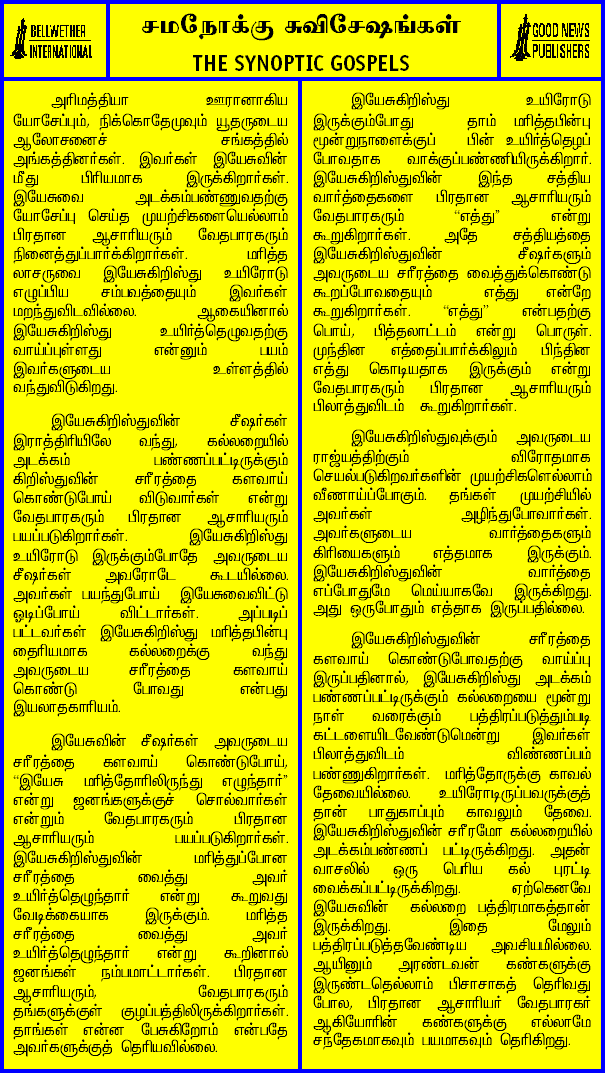 BELLWETHER
INTERNATIONAL
சமநோக்கு சுவிசேஷங்கள்
THE SYNOPTIC GOSPELS
GOOD NEWS
PUBLISHERS
அரிமத்தியா ஊரானாகிய
யோசேப்பும், நிக்கொதேமுவும் யூதருடைய
ஆலோசனைச் சங்கத்தில்
அங்கத்தினர்கள். இவர்கள் இயேசுவின்
மீது பிரியமாக இருக்கிறார்கள்.
இயேசுவை அடக்கம்பண்ணுவதற்கு
யோசேப்பு செய்த முயற்சிகளையெல்லாம்
பிரதான ஆசாரியரும் வேதபாரகரும்
நினைத்துப்பார்க்கிறார்கள். மரித்த
லாசருவை இயேசுகிறிஸ்து உயிரோடு
எழுப்பிய சம்பவத்தையும் இவர்கள்
மறந்துவிடவில்லை. ஆகையினால்
இயேசுகிறிஸ்து உயிர்த்தெழுவதற்கு
வாய்ப்புள்ளது என்னும் பயம்
இவர்களுடைய உள்ளத்தில்
வந்துவிடுகிறது.
இயேசுகிறிஸ்துவின் சீஷர்கள்
இராத்திரியிலே வந்து, கல்லறையில்
அடக்கம் பண்ணப்பட்டிருக்கும்
கிறிஸ்துவின் சரீரத்தை களவாய்
கொண்டுபோய் விடுவார்கள் என்று
வேதபாரகரும் பிரதான ஆசாரியரும்
பயப்படுகிறார்கள். இயேசுகிறிஸ்து
உயிரோடு இருக்கும்போதே அவருடைய
சீஷர்கள் அவரோடே கூடயில்லை.
அவர்கள் பயந்துபோய் இயேசுவைவிட்டு
ஓடிப்போய் விட்டார்கள். அப்படிப்
பட்டவர்கள் இயேசுகிறிஸ்து மரித்தபின்பு
தைரியமாக கல்லறைக்கு வந்து
அவருடைய சரீரத்தை களவாய்
கொண்டு போவது என்பது
இயலாதகாரியம்.
இயேசுவின் சீஷர்கள் அவருடைய
சரீரத்தை களவாய் கொண்டுபோய்,
“இயேசு மரித்தோரிலிருந்து எழுந்தார்”
என்று ஜனங்களுக்குச் சொல்வார்கள்
என்றும் வேதபாரகரும் பிரதான
ஆசாரியரும் பயப்படுகிறார்கள்.
இயேசுகிறிஸ்துவின் மரித்துப்போன
சரீரத்தை வைத்து அவர்
உயிர்த்தெழுந்தார் என்று கூறுவது
வேடிக்கையாக இருக்கும். மரித்த
சரீரத்தை வைத்து அவர்
உயிர்த்தெழுந்தார் என்று கூறினால்
ஜனங்கள் நம்பமாட்டார்கள். பிரதான
ஆசாரியரும், வேதபாரகரும்
தங்களுக்குள் குழப்பத்திலிருக்கிறார்கள்.
தாங்கள் என்ன பேசுகிறோம் என்பதே
அவர்களுக்குத் தெரியவில்லை.
இயேசுகிறிஸ்து உயிரோடு
இருக்கும்போது தாம் மரித்தபின்பு
மூன்றுநாளைக்குப் பின் உயிர்த்தெழப்
போவதாக வாக்குப்பண்ணியிருக்கிறார்.
இயேசுகிறிஸ்துவின் இந்த சத்திய
வார்த்தைகளை பிரதான ஆசாரியரும்
வேதபாரகரும் “எத்து” என்று
கூறுகிறார்கள். அதே சத்தியத்தை
இயேசுகிறிஸ்துவின் சீஷர்களும்
அவருடைய சரீரத்தை வைத்துக்கொண்டு
கூறப்போவதையும் எத்து என்றே
கூறுகிறார்கள். “எத்து” என்பதற்கு
பொய், பித்தலாட்டம் என்று பொருள்.
முந்தின எத்தைப்பார்க்கிலும் பிந்தின
எத்து கொடியதாக இருக்கும் என்று
வேதபாரகரும் பிரதான ஆசாரியரும்
பிலாத்துவிடம் கூறுகிறார்கள்.
இயேசுகிறிஸ்துவுக்கும் அவருடைய
ராஜ்யத்திற்கும் விரோதமாக
செயல்படுகிறவர்களின் முயற்சிகளெல்லாம்
வீணாய்ப்போகும். தங்கள் முயற்சியில்
அவர்கள் அழிந்துபோவார்கள்.
அவர்களுடைய வார்த்தைகளும்
கிரியைகளும் எத்தமாக இருக்கும்.
இயேசுகிறிஸ்துவின் வார்த்தை
எப்போதுமே மெய்யாகவே இருக்கிறது.
அது ஒருபோதும் எத்தாக இருப்பதில்லை.
இயேசுகிறிஸ்துவின் சரீரத்தை
களவாய் கொண்டுபோவதற்கு வாய்ப்பு
இருப்பதினால், இயேசுகிறிஸ்து அடக்கம்
பண்ணப்பட்டிருக்கும் கல்லறையை மூன்று
நாள் வரைக்கும் பத்திரப்படுத்தும்படி
கட்டளையிடவேண்டுமென்று இவர்கள்
பிலாத்துவிடம் விண்ணப்பம்
பண்ணுகிறார்கள். மரித்தோருக்கு காவல்
தேவையில்லை. உயிரோடிருப்பவருக்குத்
தான் பாதுகாப்பும் காவலும் தேவை.
இயேசுகிறிஸ்துவின் சரீரமோ கல்லறையில்
அடக்கம்பண்ணப் பட்டிருக்கிறது. அதன்
வாசலில் ஒரு பெரிய கல் புரட்டி
வைக்கப்பட்டிருக்கிறது. ஏற்கெனவே
இயேசுவின் கல்லறை பத்திரமாகத்தான்
இருக்கிறது. இதை மேலும்
பத்திரப்படுத்தவேண்டிய அவசியமில்லை.
ஆயினும் அரண்டவன் கண்களுக்கு
இருண்டதெல்லாம் பிசாசாகத் தெரிவது
போல, பிரதான ஆசாரியர் வேதபாரகர்
ஆகியோரின் கண்களுக்கு எல்லாமே
சந்தேகமாகவும் பயமாகவும் தெரிகிறது.